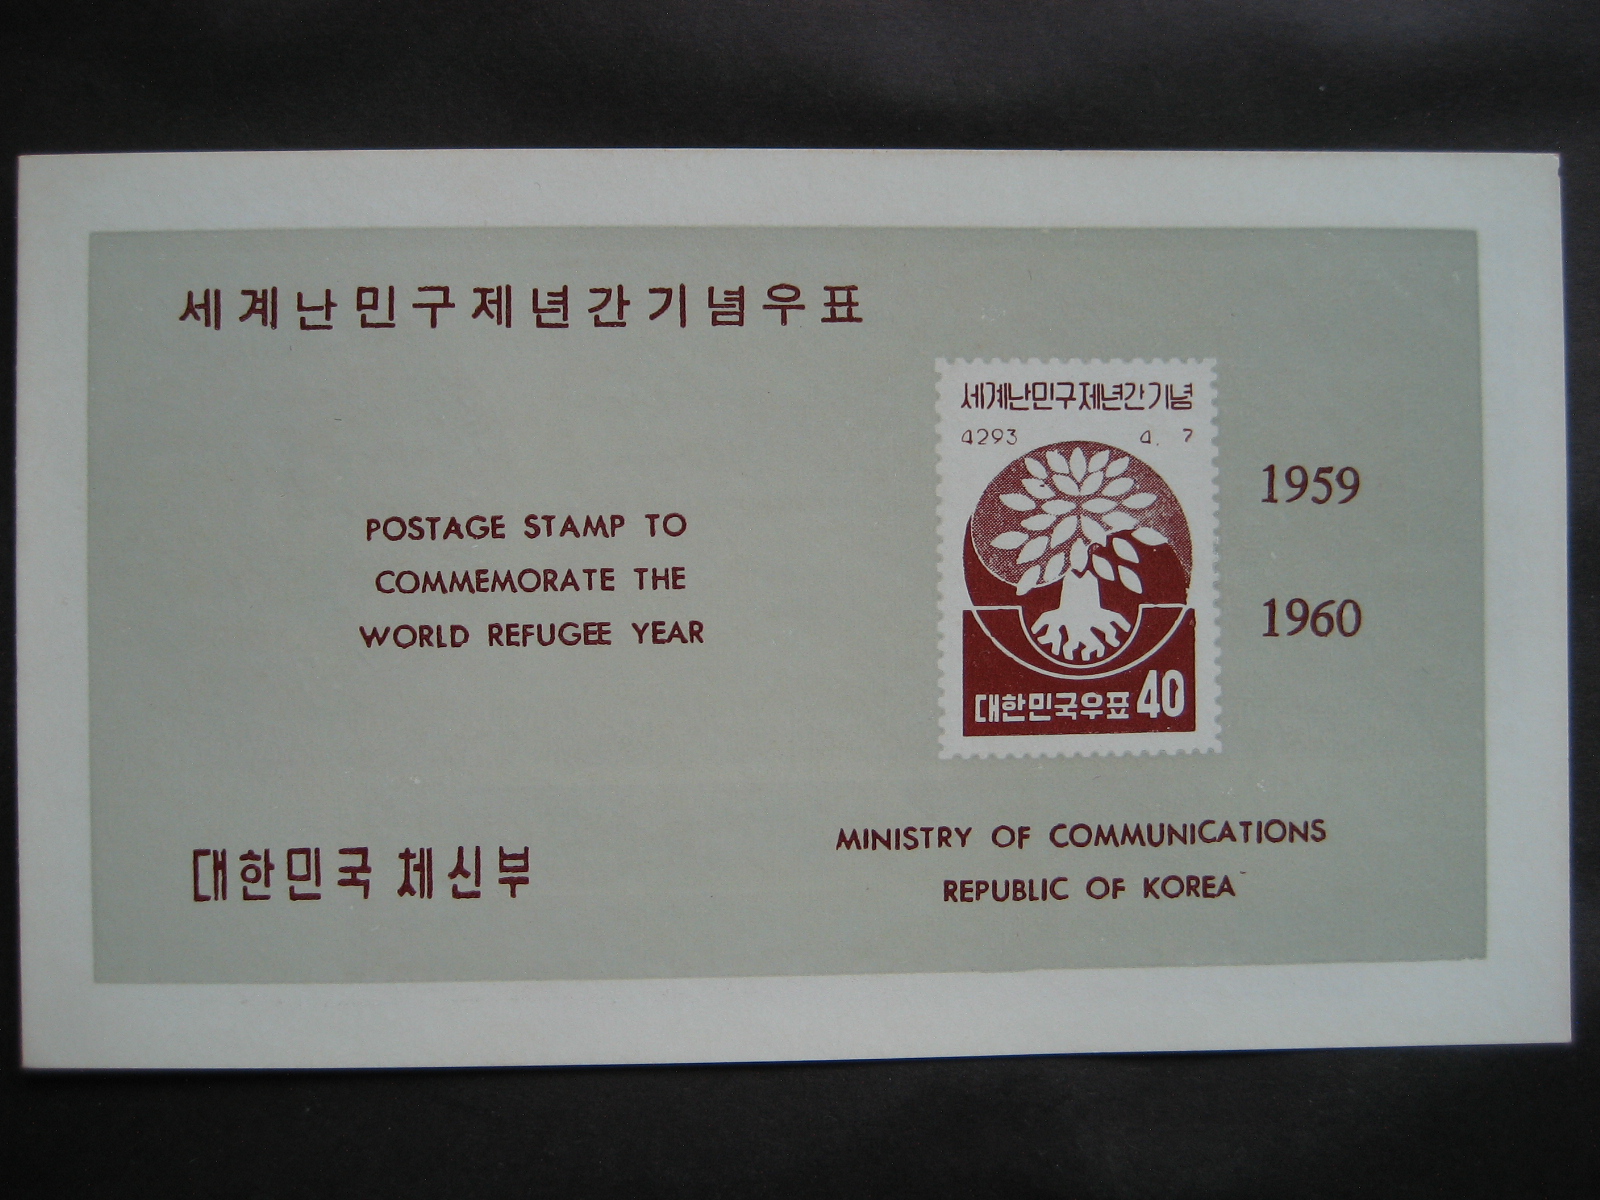 세계난민구제년간기념우표
세계난민구제년간기념
4293 4. 7
1959
POSTAGE STAMP TO
COMMEMORATE THE
WORLD REFUGEE YEAR
1960
대한민국우표 40
MINISTRY OF COMMUNICATIONS
REPUBLIC OF KOREA
대한민국 체신부